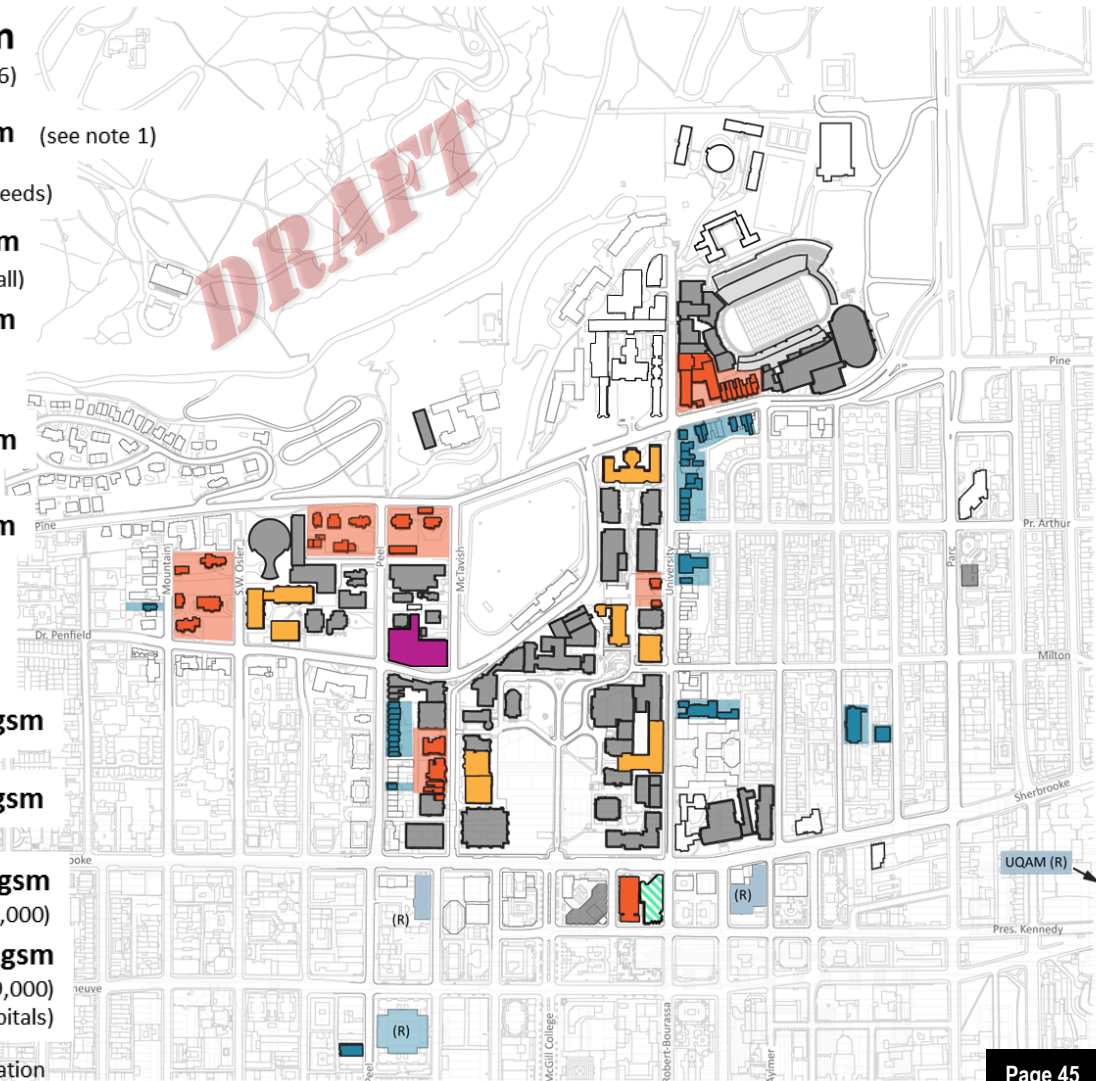 m
6)
m (see note 1)
eeds)
m
all)
m
m
m
gsm
gsm
gsm
,000)
gsm
9,000)
pitals)
ation
DRAFT
Pine
Pine
Pr. Arthur
Parc
Mountain
S.W. Osler
Peel
McTavish
University
Dr. Penfield
Milton
Sherbrooke
ooke
UQAM (R)
(R)
(R)
Pres. Kennedy
neuve
(R)
Peel
McGill College
Robert-Bourassa
Aylmer
Page 45